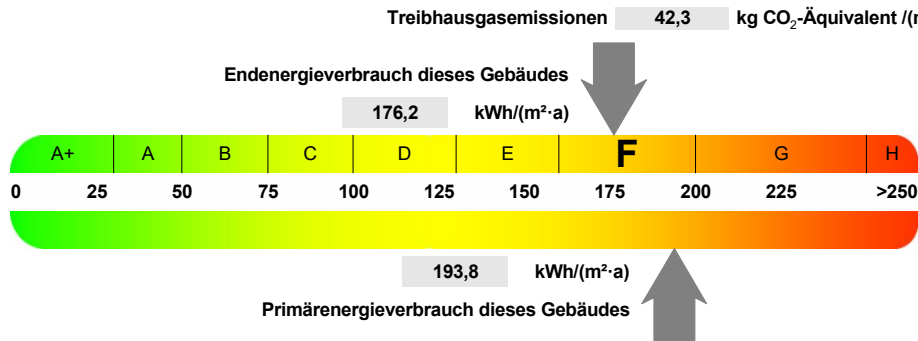 Treibhausgasemissionen 42,3 kg CO₂-Äquivalent /(
Endenergieverbrauch dieses Gebäudes
176,2 kWh/(m²·a)
A+ A B C D E F G H
0 25 50 75 100 125 150 175 200 225 >250
193,8 kWh/(m²·a)
Primärenergieverbrauch dieses Gebäudes